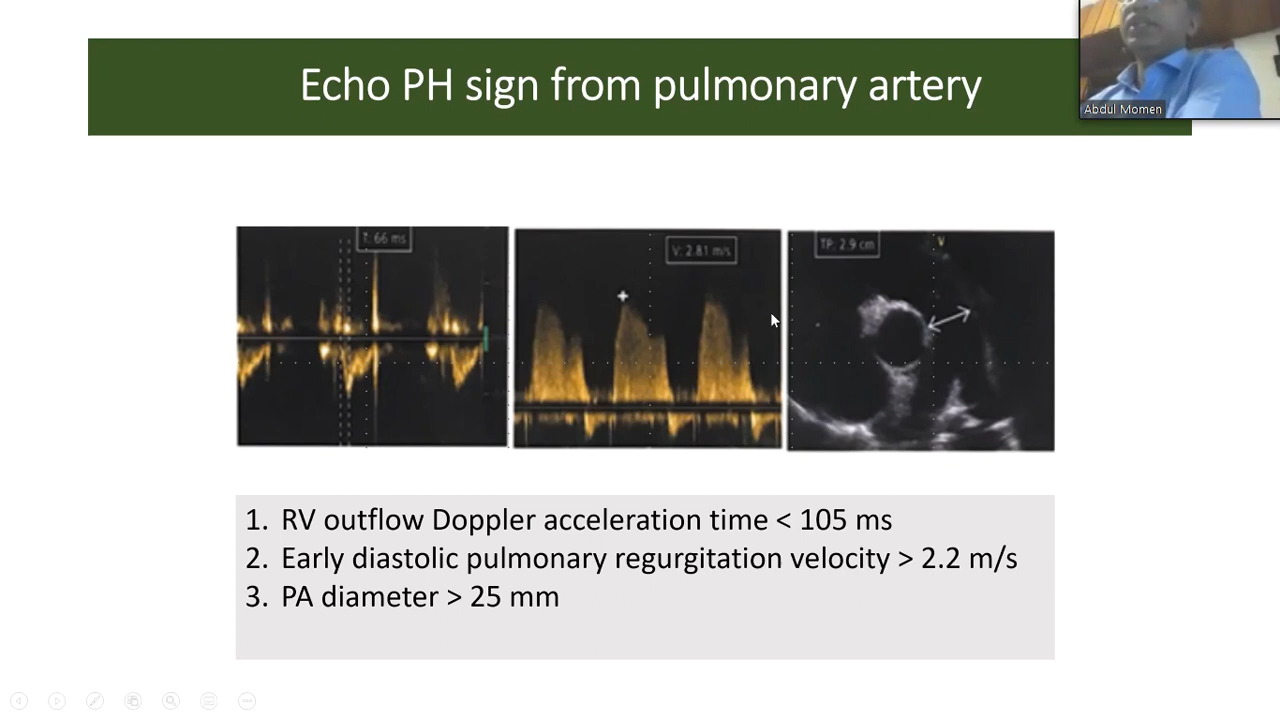 Echo PH sign from pulmonary artery
Abdul Momen
T: 66 ms
V: 2.81 m/s
TP: 2.9 cm
V
1. RV outflow Doppler acceleration time < 105 ms
2. Early diastolic pulmonary regurgitation velocity > 2.2 m/s
3. PA diameter > 25 mm